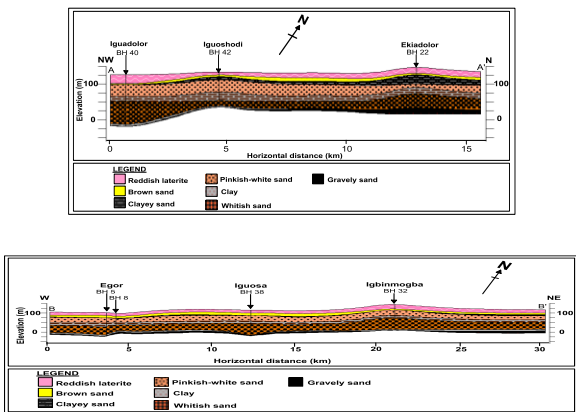 N
Iguadolor
BH 40
Iguoshodi
BH 42
Ekiadolor
BH 22
NW
N
A
A'
100
100
0
0
Elevation (m)
0
5
10
15
Horizontal distance (km)
LEGEND
Reddish laterite
Pinkish-white sand
Gravely sand
Brown sand
Clay
Clayey sand
Whitish sand
N
Egor
BH 5
BH 8
Iguosa
BH 38
Igbinmogba
BH 32
W
NE
B
B'
100
100
0
0
Elevation (m)
0
5
10
15
20
25
30
Horizontal distance (km)
LEGEND
Reddish laterite
Pinkish-white sand
Gravely sand
Brown sand
Clay
Clayey sand
Whitish sand